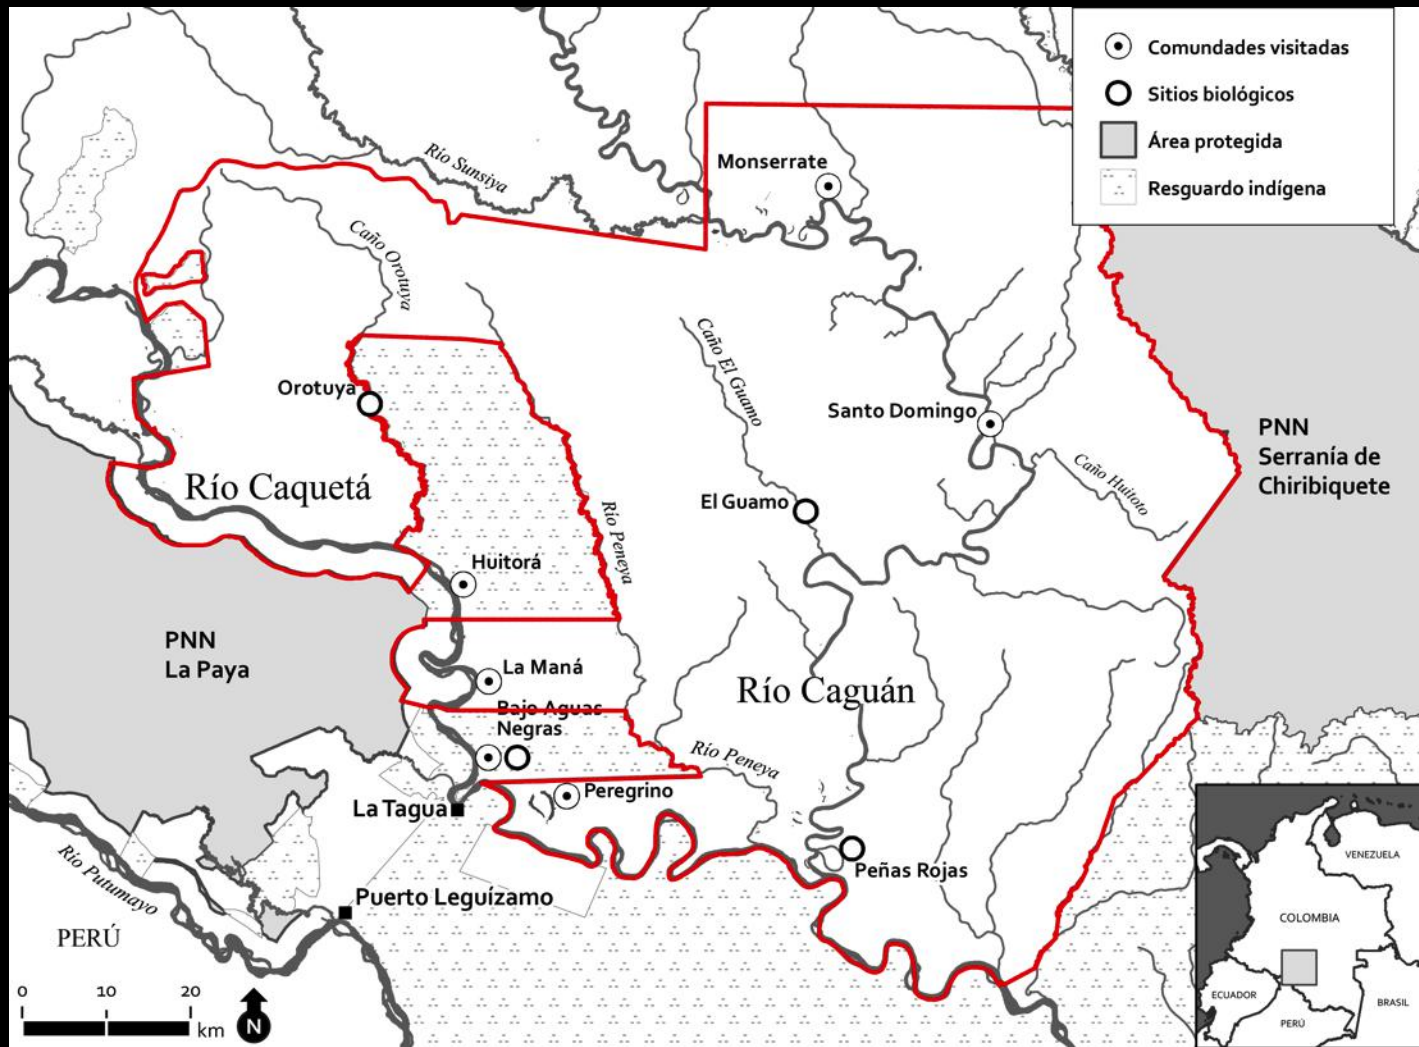 Comundades visitadas
Sitios biológicos
Área protegida
Resguardo indígena
Río Sunsiya
Monserrate
Caño Orotuya
Caño El Guamo
Orotuya
Santo Domingo
PNN
Serranía de
Chiribiquete
Río Caquetá
Caño Huitoto
El Guamo
Río Peneya
Huitorá
PNN
La Paya
La Maná
Río Caguán
Bajo Aguas
Negras
Río Peneya
La Tagua
Peregrino
Peñas Rojas
Río Putumayo
Puerto Leguízamo
PERÚ
0 10 20
km
N
VENEZUELA
COLOMBIA
ECUADOR
PERÚ
BRASIL